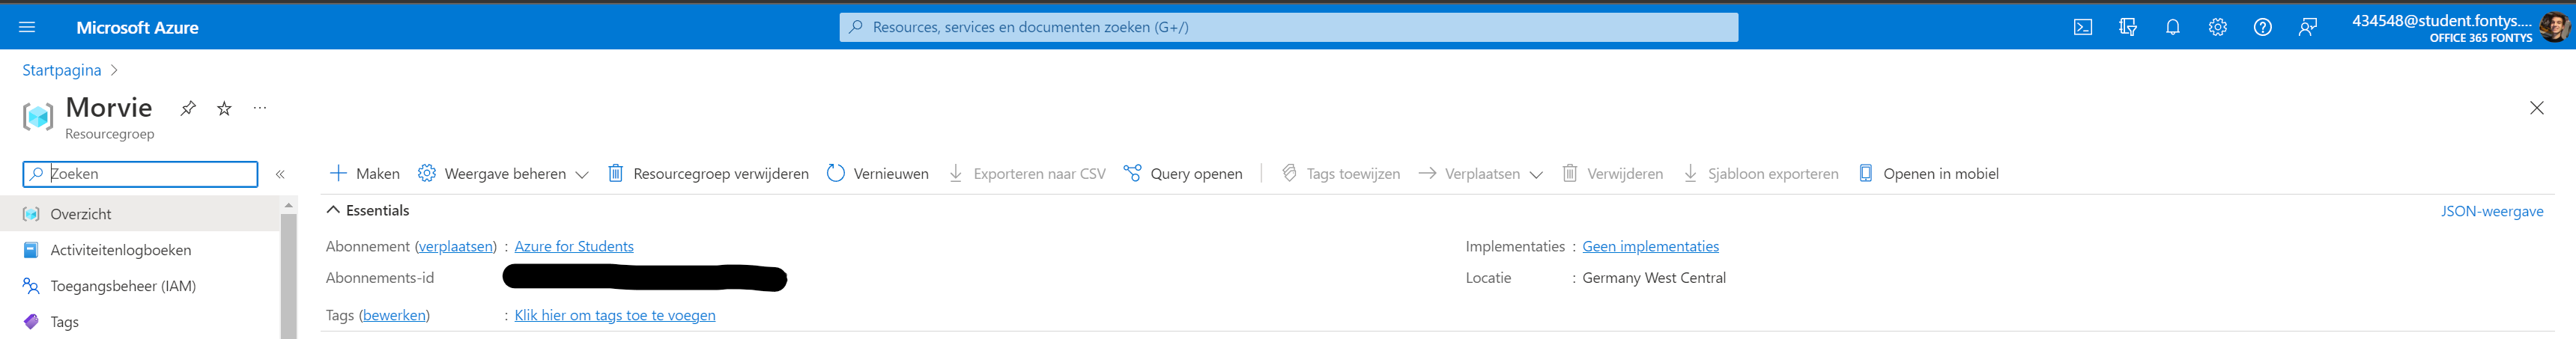 Microsoft Azure
Resources, services en documenten zoeken (G+/)
434548@student.fontys....
OFFICE 365 FONTYS
Startpagina
Morvie
Resourcegroep
Zoeken
Maken Weergave beheren Resourcegroep verwijderen Vernieuwen Exporteren naar CSV Query openen Tags toewijzen Verplaatsen Verwijderen Sjabloon exporteren Openen in mobiel
Overzicht
Activiteitenlogboeken
Toegangsbeheer (IAM)
Tags
Essentials
JSON-weergave
Abonnement (verplaatsen) : Azure for Students
Abonnements-id
Tags (bewerken) : Klik hier om tags toe te voegen
Implementaties : Geen implementaties
Locatie : Germany West Central